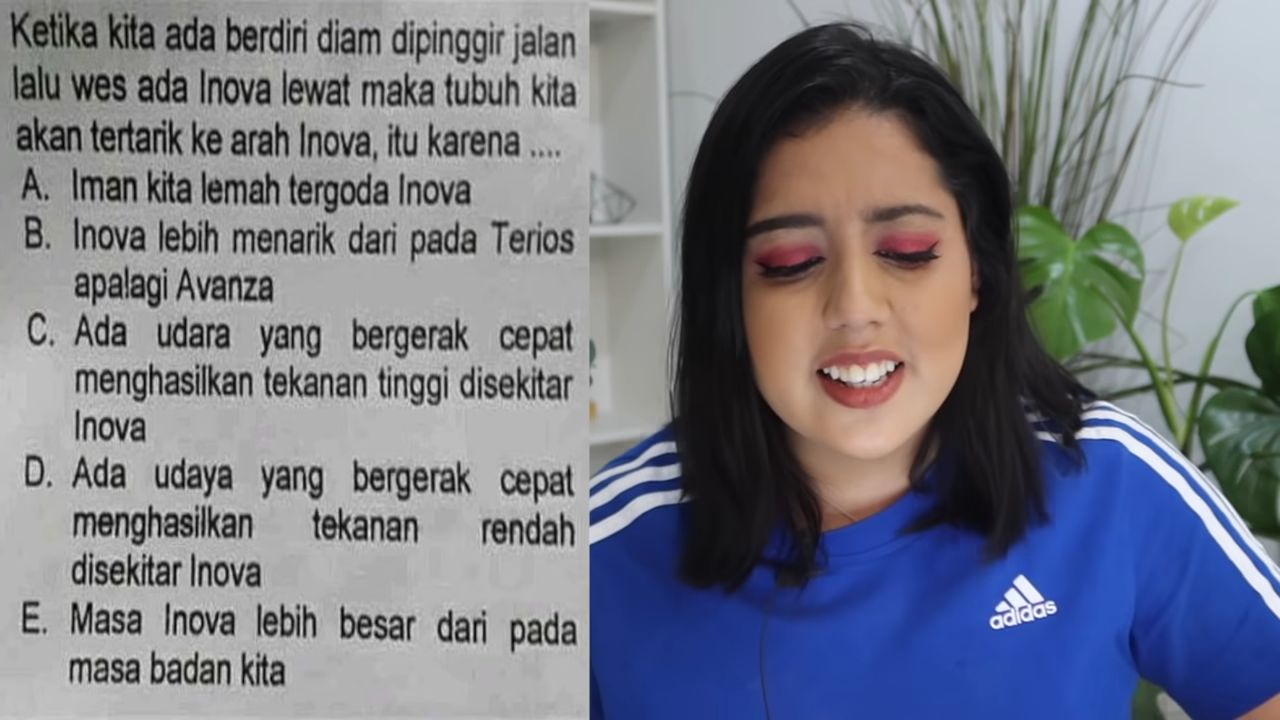 Ketika kita ada berdiri diam dipinggir jalan
lalu wes ada Inova lewat maka tubuh kita
akan tertarik ke arah Inova, itu karena ....
A. Iman kita lemah tergoda Inova
B. Inova lebih menarik dari pada Terios
apalagi Avanza
C. Ada udara yang bergerak cepat
menghasilkan tekanan tinggi disekitar
Inova
D. Ada udaya yang bergerak cepat
menghasilkan tekanan rendah
disekitar Inova
E. Masa Inova lebih besar dari pada
masa badan kita
adidas